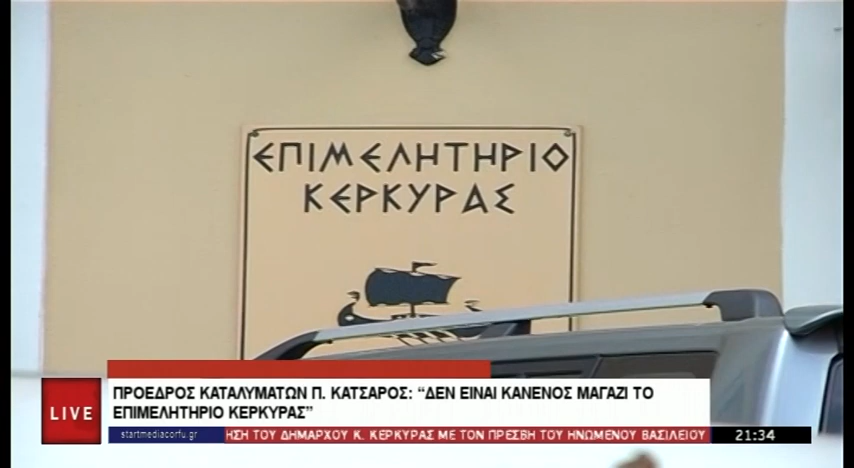 ΕΠΙΜΕΛΗΤΗΡΙΟ
ΚΕΡΚΥΡΑΣ
LIVE
ΠΡΟΕΔΡΟΣ ΚΑΤΑΛΥΜΑΤΩΝ Π. ΚΑΤΣΑΡΟΣ: “ΔΕΝ ΕΙΝΑΙ ΚΑΝΕΝΟΣ ΜΑΓΑΖΙ ΤΟ
ΕΠΙΜΕΛΗΤΗΡΙΟ ΚΕΡΚΥΡΑΣ”
startmediacorfu.gr ΗΣΗ ΤΟΥ ΔΗΜΑΡΧΟΥ Κ. ΚΕΡΚΥΡΑΣ ΜΕ ΤΟΝ ΠΡΕΣΒΗ ΤΟΥ ΗΝΩΜΕΝΟΥ ΒΑΣΙΛΕΙΟΥ 21:34